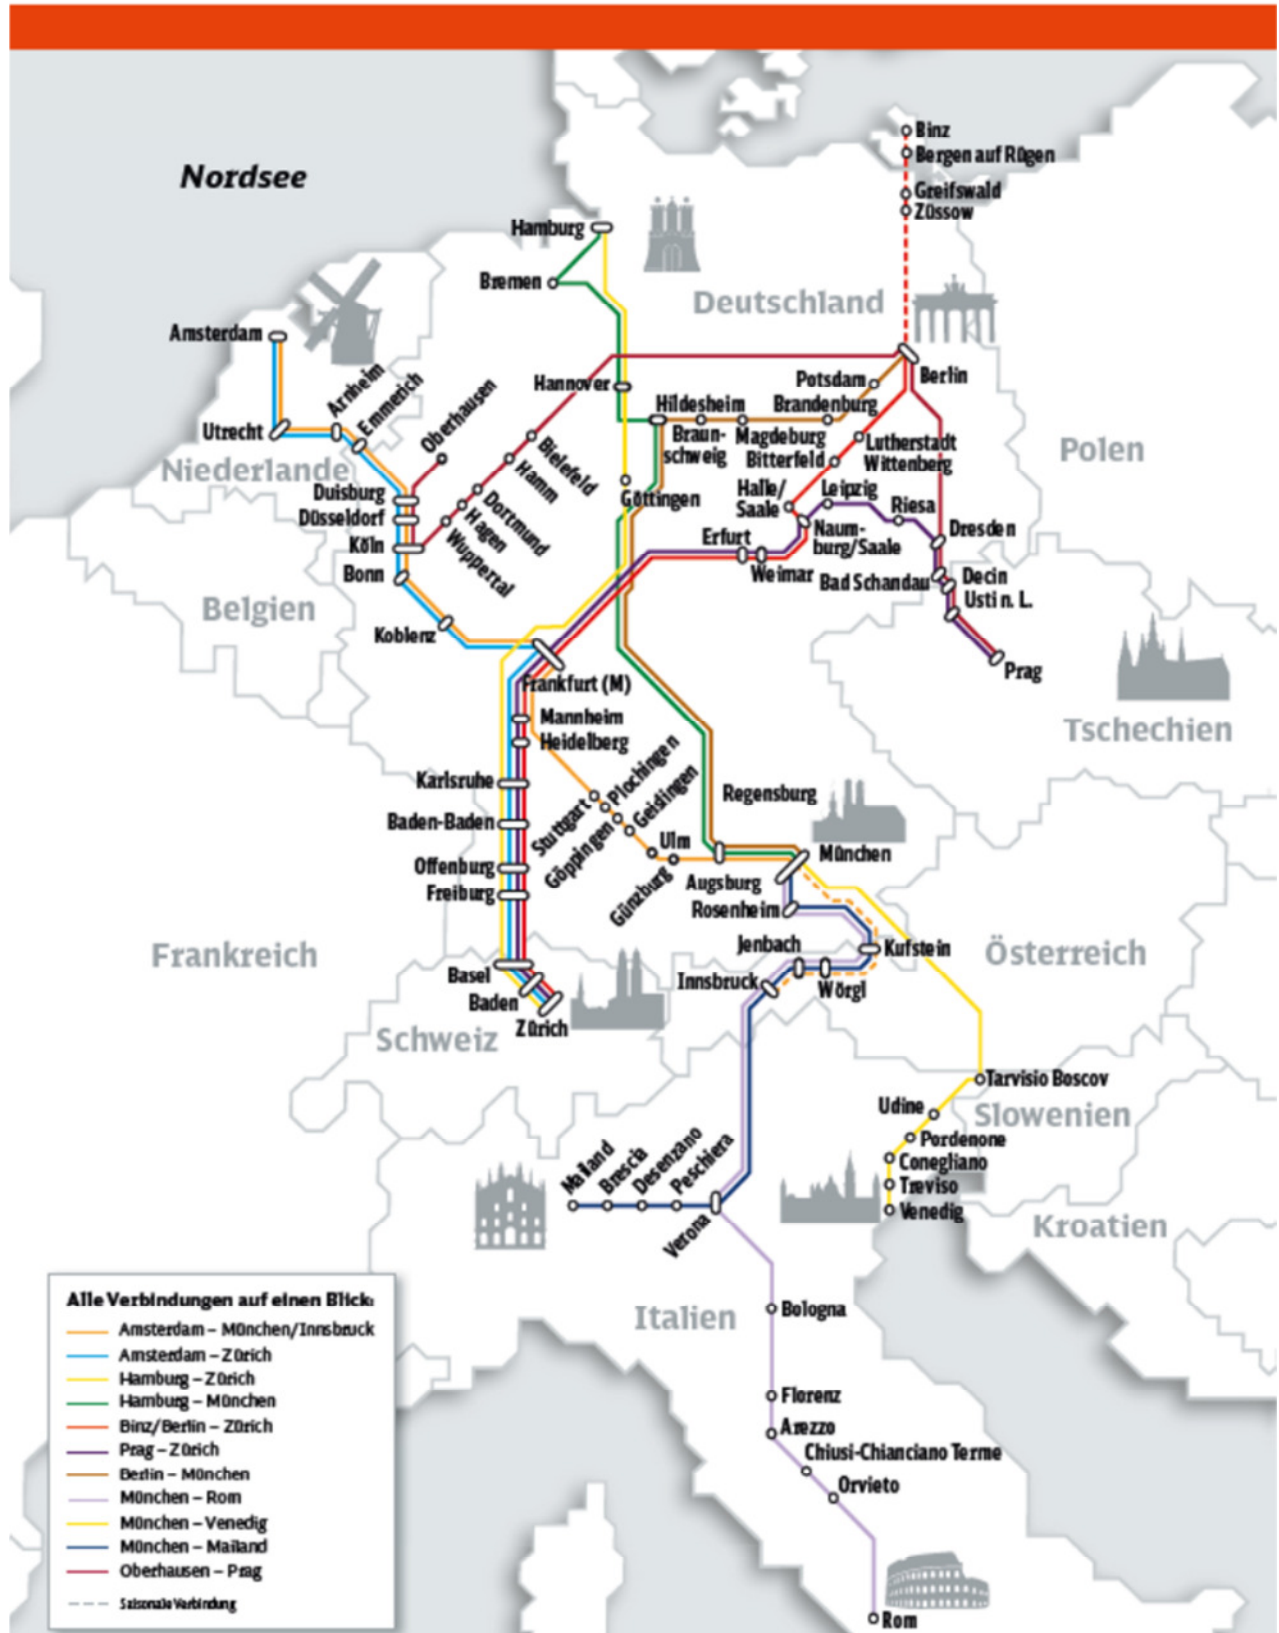 Nordsee
Binz
Bergen auf Rügen
Greifswald
Züssow
Hamburg
Bremen
Deutschland
Amsterdam
Arnheim
Emmerich
Oberhausen
Utrecht
Niederlande
Hannover
Potsdam
Berlin
Hildesheim
Brandenburg
Braun-
schweig
Magdeburg
Bitterfeld
Lutherstadt
Wittenberg
Polen
Bielefeld
Hamm
Dortmund
Hagen
Wuppertal
Duisburg
Düsseldorf
Köln
Bonn
Göttingen
Halle/
Saale
Leipzig
Riesa
Erfurt
Weimar
Naum-
burg/Saale
Dresden
Bad Schandau
Decin
Usti n. L.
Prag
Belgien
Koblenz
Frankfurt (M)
Tschechien
Mannheim
Heidelberg
Karlsruhe
Baden-Baden
Offenburg
Freiburg
Stuttgart
Plochingen
Göppingen
Geislingen
Ulm
Günzburg
Regensburg
Augsburg
München
Rosenheim
Frankreich
Österreich
Jenbach
Kufstein
Innsbruck
Wörgl
Basel
Baden
Zürich
Schweiz
Tarvisio Boscov
Udine
Slowenien
Pordenone
Conegliano
Treviso
Venedig
Kroatien
Mailand
Brescia
Desenzano
Peschiera
Verona
Italien
Bologna
Florenz
Arezzo
Chiusi-Chianciano Terme
Orvieto
Rom
Alle Verbindungen auf einen Blick:
Amsterdam – München/Innsbruck
Amsterdam – Zürich
Hamburg – Zürich
Hamburg – München
Binz/Berlin – Zürich
Prag – Zürich
Berlin – München
München – Rom
München – Venedig
München – Mailand
Oberhausen – Prag
Saisonale Verbindung